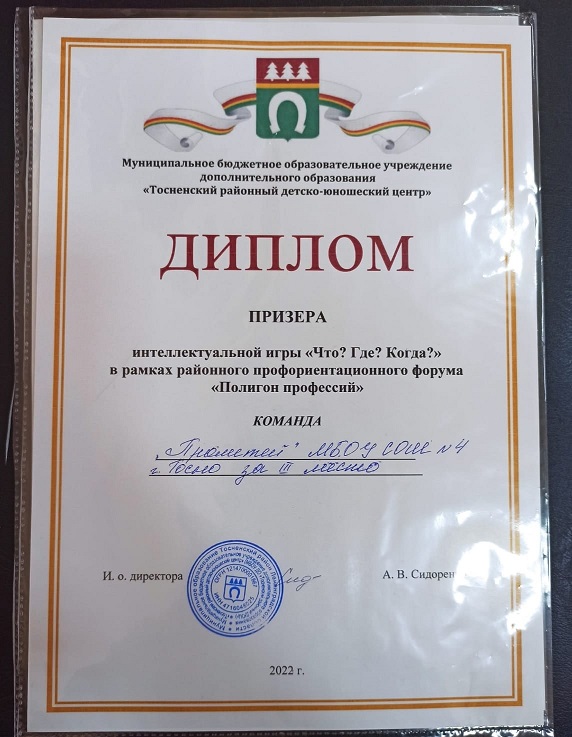 Муниципальное бюджетное образовательное учреждение
дополнительного образования
«Тосненский районный детско-юношеский центр»
ДИПЛОМ
ПРИЗЕРА
интеллектуальной игры «Что? Где? Когда?»
в рамках районного профориентационного форума
«Полигон профессий»
КОМАНДА
„Прометей" МБОУ СОШ №4
г. Тосно за III место
И. о. директора
А. В. Сидорен
2022 г.